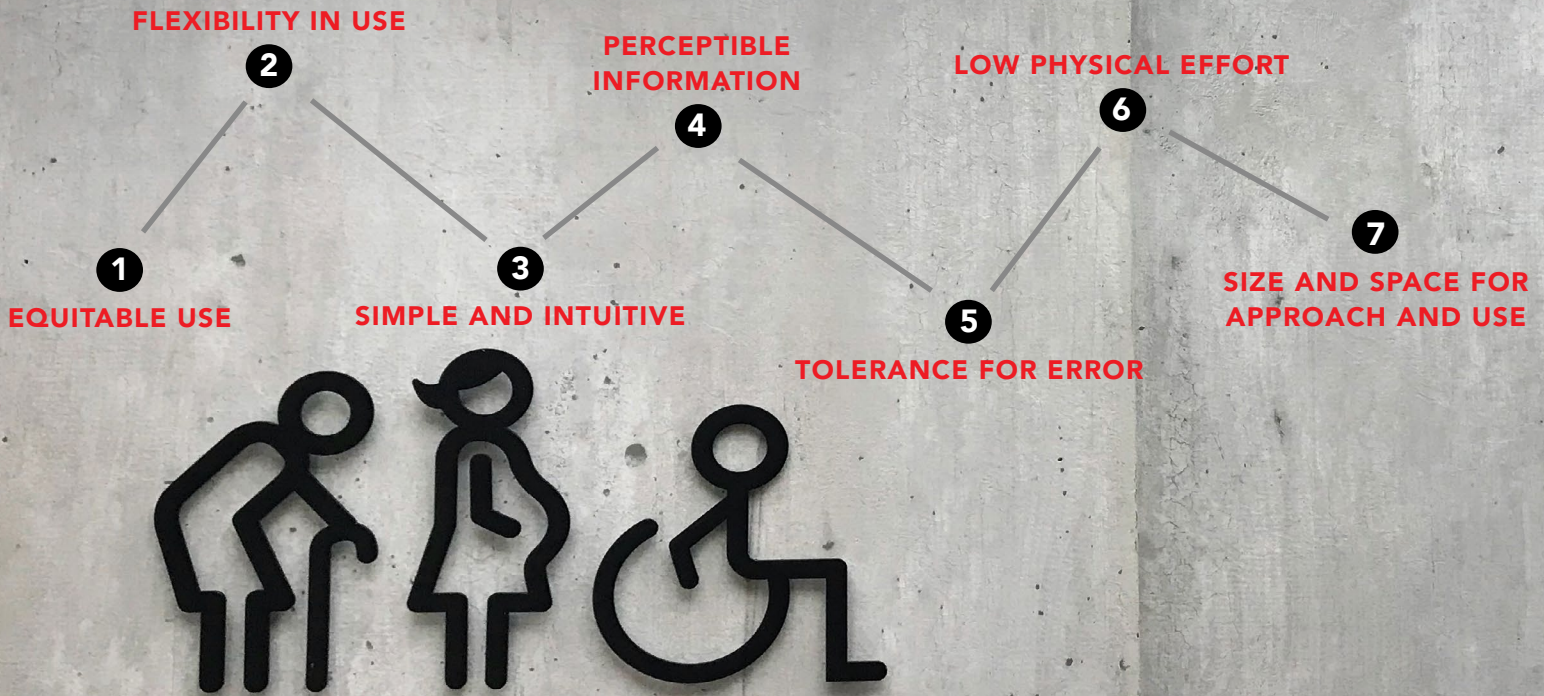 1
EQUITABLE USE
2
FLEXIBILITY IN USE
3
SIMPLE AND INTUITIVE
4
PERCEPTIBLE
INFORMATION
5
TOLERANCE FOR ERROR
6
LOW PHYSICAL EFFORT
7
SIZE AND SPACE FOR
APPROACH AND USE